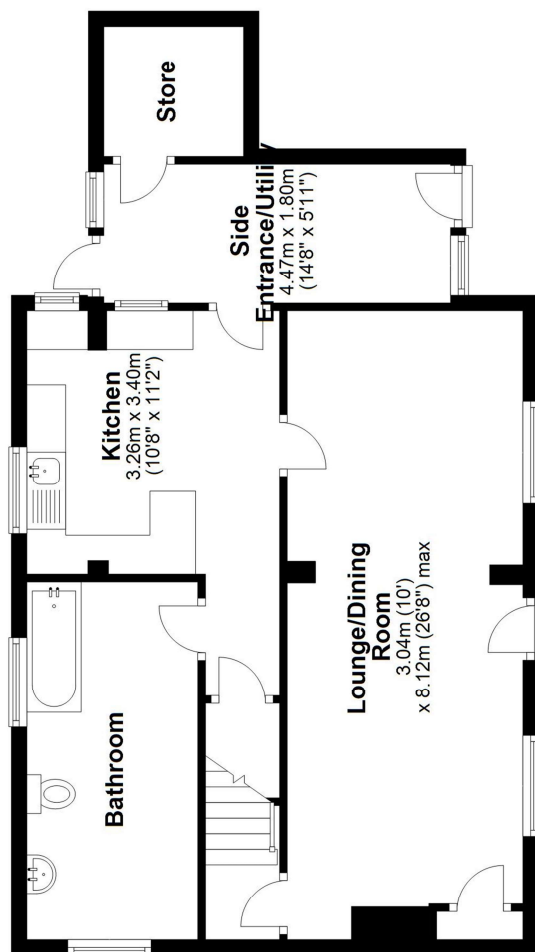 Store
Side
Entrance/Utility
4.47m x 1.80m
(14'8" x 5'11")
Kitchen
3.26m x 3.40m
(10'8" x 11'2")
Lounge/Dining
Room
3.04m (10')
x 8.12m (26'8") max
Bathroom